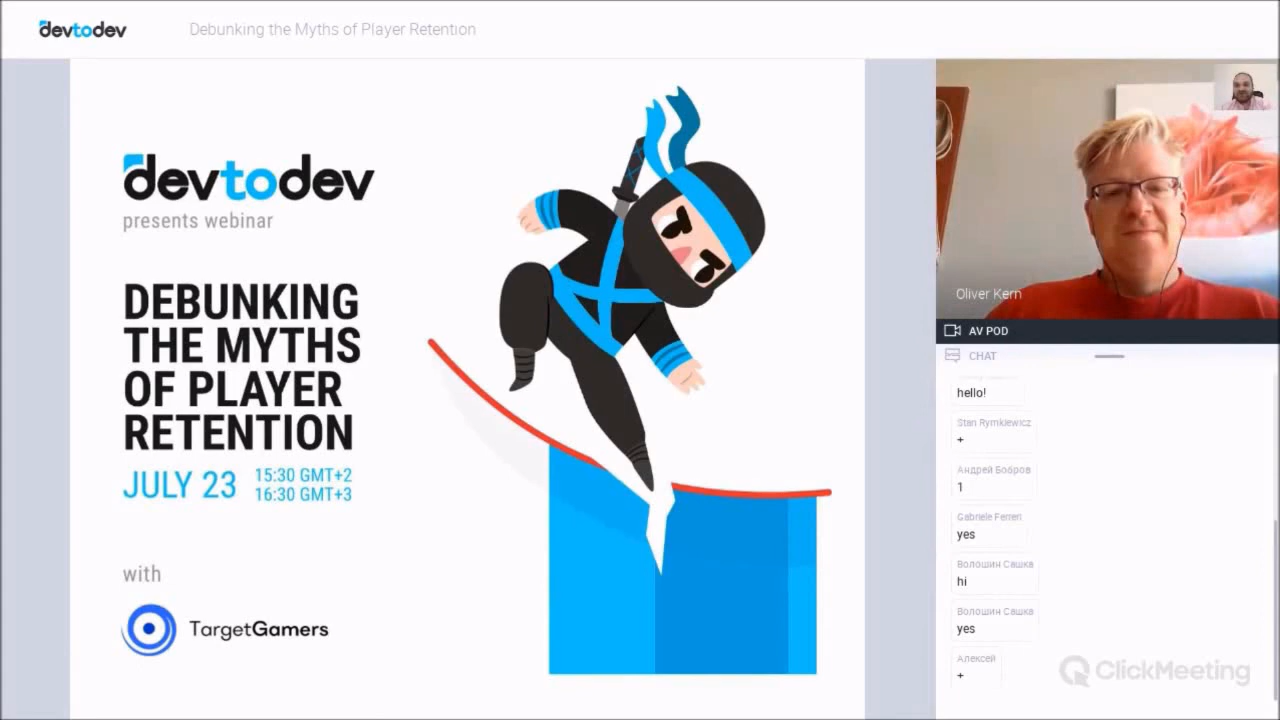 devtodev
Debunking the Myths of Player Retention
devtodev
presents webinar
DEBUNKING
THE MYTHS
OF PLAYER
RETENTION
JULY 23
15:30 GMT+2
16:30 GMT+3
with
TargetGamers
Oliver Kern
AV POD
CHAT
hello!
Stan Rymkiewicz
+
Андрей Бобров
1
Gabriele Ferreri
yes
Волошин Сашка
hi
Волошин Сашка
yes
Алексей
+
ClickMeeting